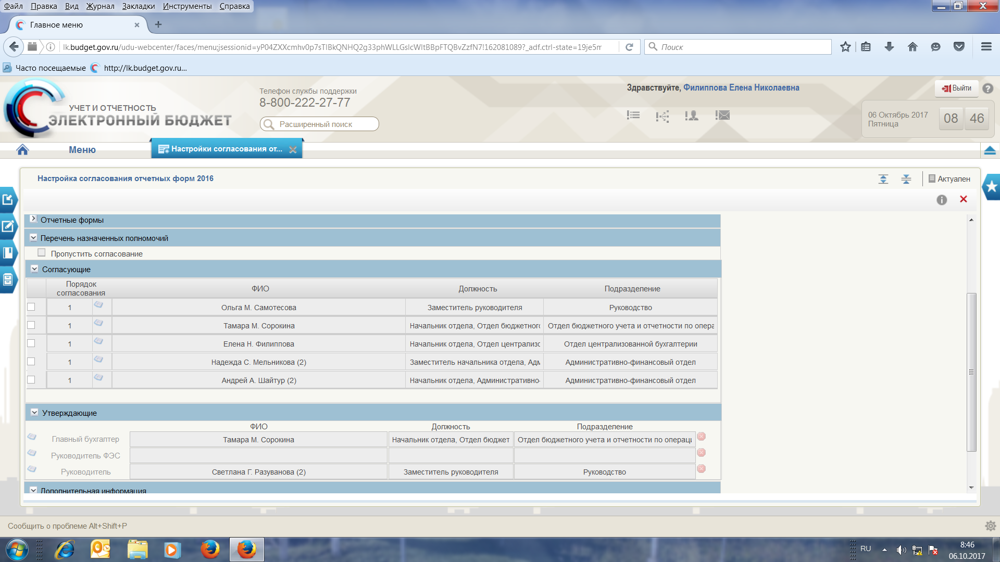 Файл Правка Вид Журнал Закладки Инструменты Справка
Главное меню
lk.budget.gov.ru/udu-webcenter/faces/menu;jsessionid=yP04ZXXcmhv0p7sTlBkQNHQ2g33phWLLGslcWltBBpFTQBvZzfN7!162081089?_adf.ctrl-state=19je5m
Поиск
Часто посещаемые http://lk.budget.gov.ru...
УЧЕТ И ОТЧЕТНОСТЬ
ЭЛЕКТРОННЫЙ БЮДЖЕТ
Телефон службы поддержки
8-800-222-27-77
Расширенный поиск
Здравствуйте, Филиппова Елена Николаевна
Выйти
06 Октябрь 2017
Пятница
08 46
Меню
Настройки согласования от...
Настройка согласования отчетных форм 2016
Актуален
Отчетные формы
Перечень назначенных полномочий
Пропустить согласование
Согласующие
Порядок согласования ФИО Должность Подразделение
1 Ольга М. Самотесова Заместитель руководителя Руководство
1 Тамара М. Сорокина Начальник отдела, Отдел бюджетного Отдел бюджетного учета и отчетности по опера
1 Елена Н. Филиппова Начальник отдела, Отдел централизо Отдел централизованной бухгалтерии
1 Надежда С. Мельникова (2) Заместитель начальника отдела, Адм Административно-финансовый отдел
1 Андрей А. Шайтур (2) Начальник отдела, Административно- Административно-финансовый отдел
Утверждающие
ФИО Должность Подразделение
Главный бухгалтер Тамара М. Сорокина Начальник отдела, Отдел бюджет Отдел бюджетного учета и отчетности по операци
Руководитель ФЭС
Руководитель Светлана Г. Разуванова (2) Заместитель руководителя Руководство
Дополнительная информация
Сообщить о проблеме Alt+Shift+P
RU
8:46
06.10.2017